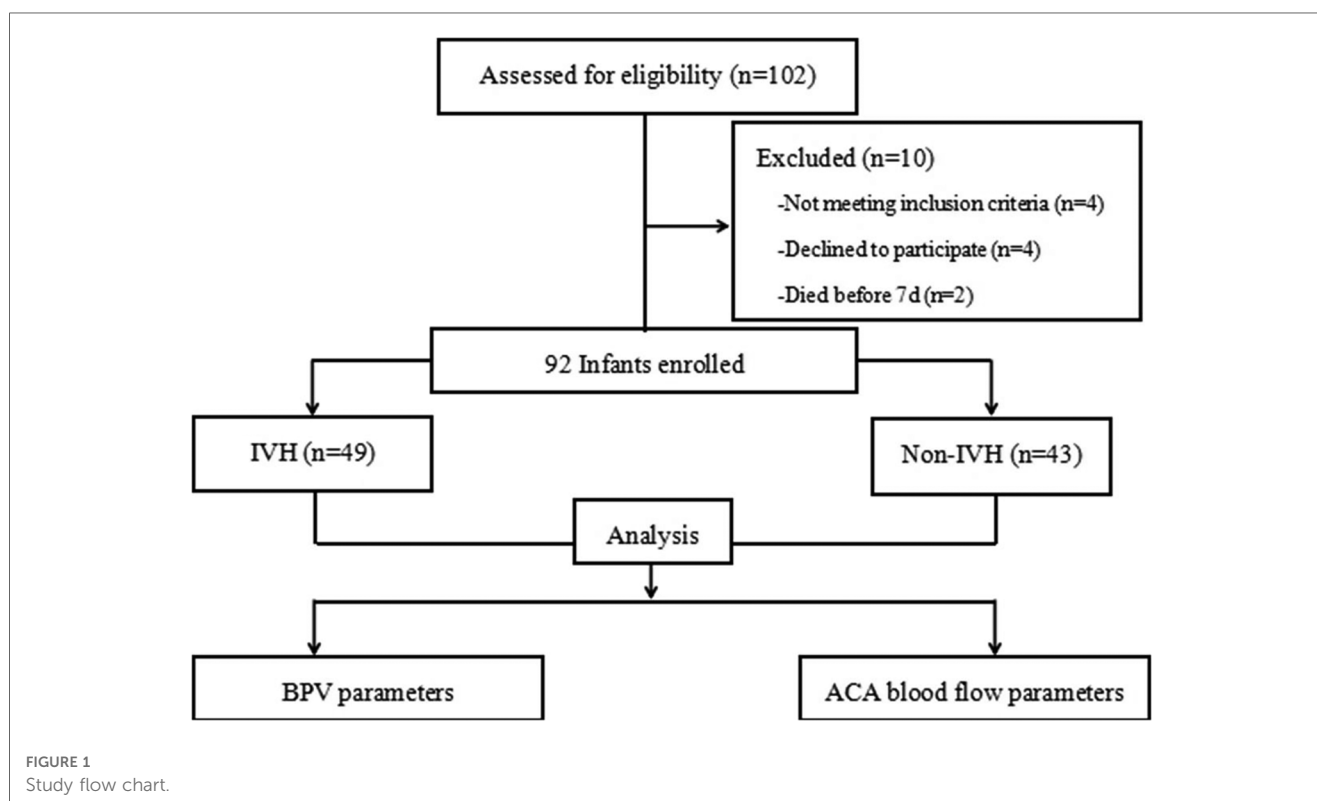 Assessed for eligibility (n=102)
Excluded (n=10)
-Not meeting inclusion criteria (n=4)
-Declined to participate (n=4)
-Died before 7d (n=2)
92 Infants enrolled
IVH (n=49)
Non-IVH (n=43)
Analysis
BPV parameters
ACA blood flow parameters
FIGURE 1
Study flow chart.